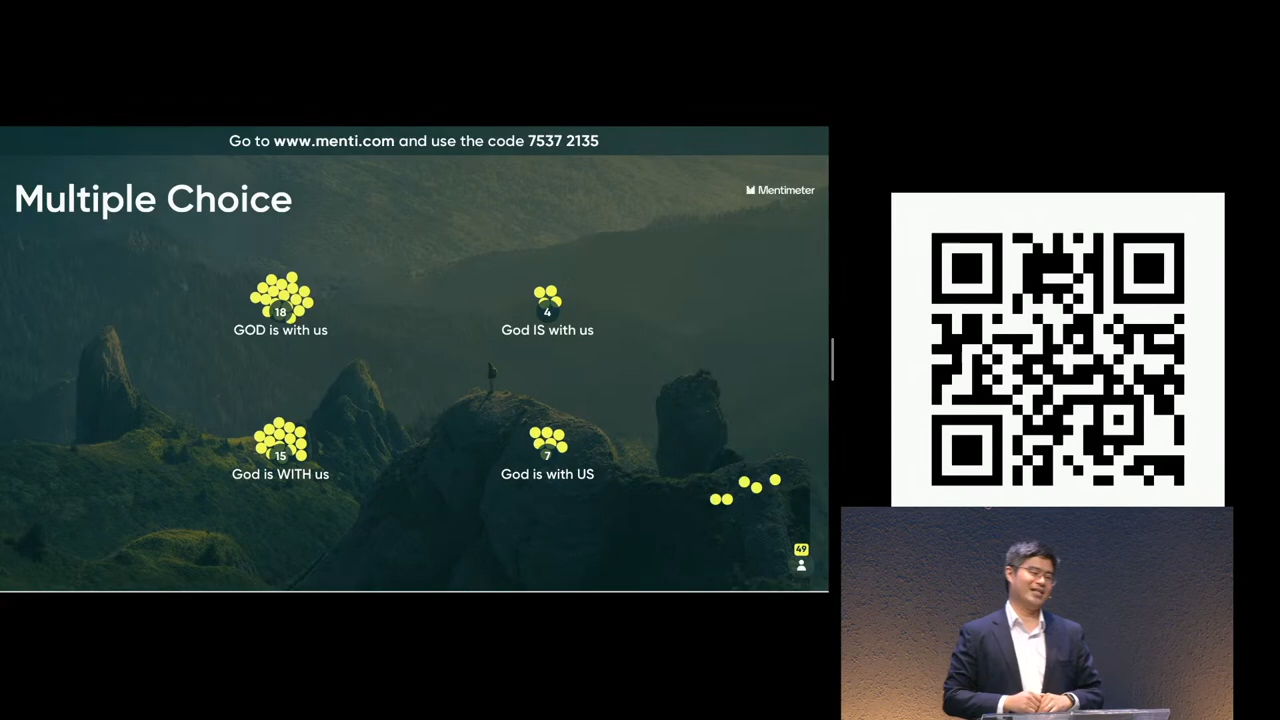 Go to www.menti.com and use the code 7537 2135
Multiple Choice
Mentimeter
18
GOD is with us
4
God IS with us
15
God is WITH us
7
God is with US
49